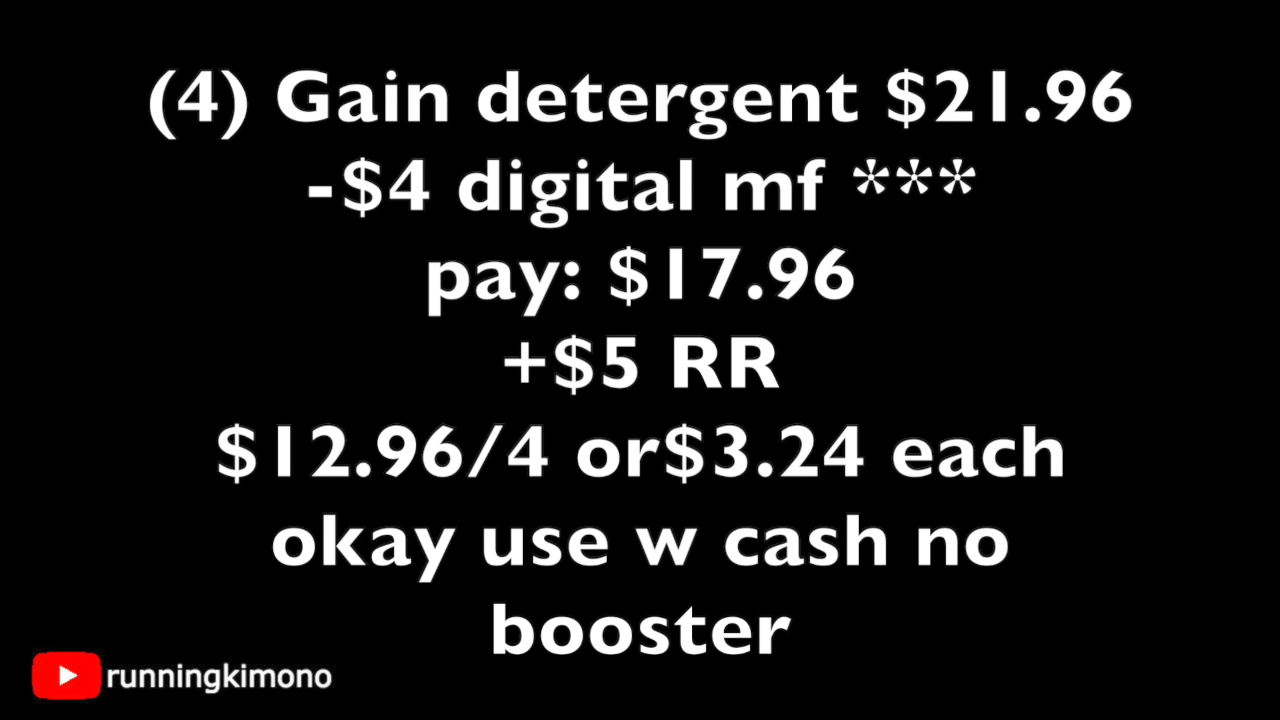 (4) Gain detergent $21.96
-$4 digital mf ***
pay: $17.96
+$5 RR
$12.96/4 or$3.24 each
okay use w cash no
booster
runningkimono